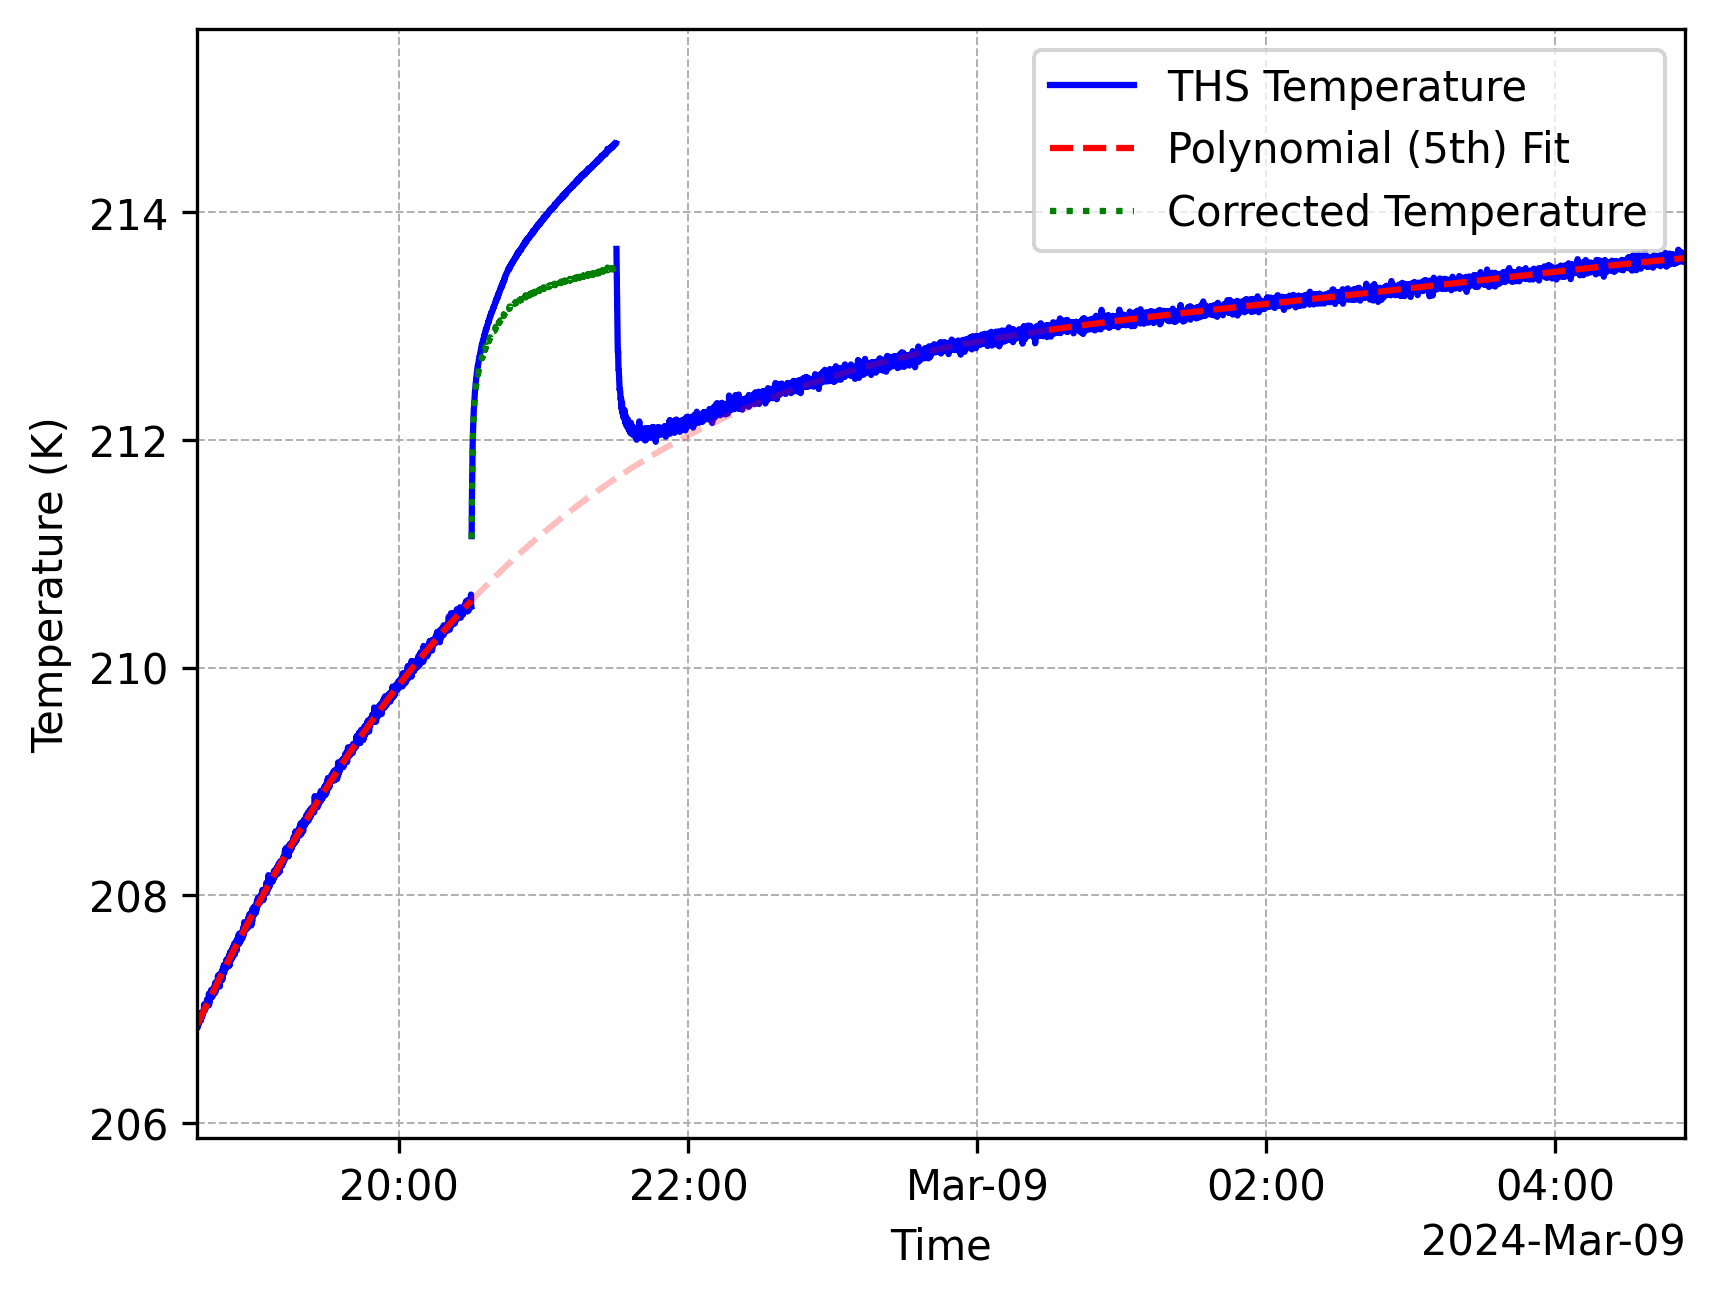 THS Temperature
Polynomial (5th) Fit
Corrected Temperature
214
212
210
208
206
Temperature (K)
20:00
22:00
Mar-09
02:00
04:00
Time
2024-Mar-09